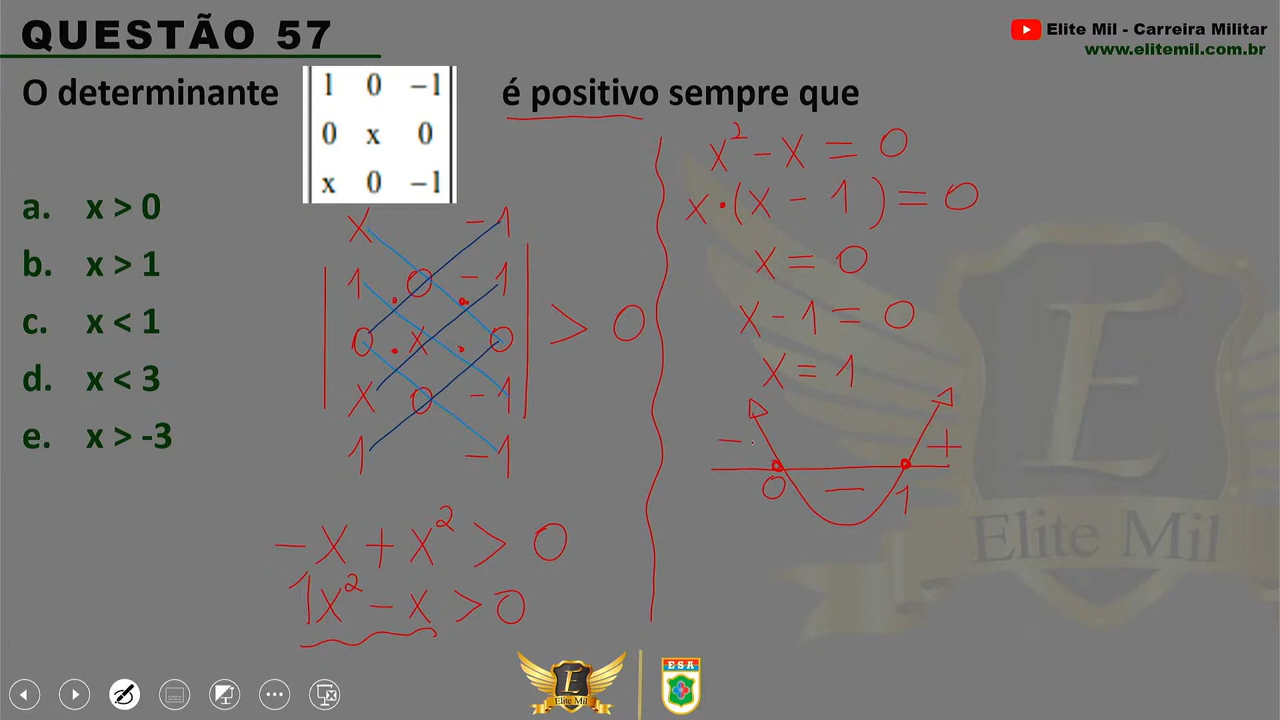 QUESTÃO 57
Elite Mil - Carreira Militar
www.elitemil.com.br
O determinante
1 0 −1
0 x 0
x 0 −1
é positivo sempre que
a. x > 0
b. x > 1
c. x < 1
d. x < 3
e. x > -3
x -1
1 0 -1
0 . x . 0 > 0
x 0 -1
1 -1
-x + x² > 0
1x² - x > 0
x² - x = 0
x . (x - 1) = 0
x = 0
x - 1 = 0
x = 1
- +
0 - 1
Elite Mil
E
Elite Mil
ESA